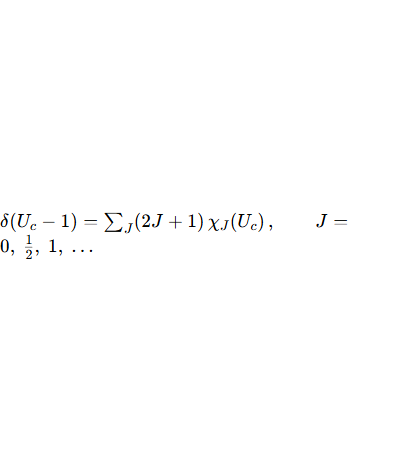 δ(U_c − 1) = ∑_J(2J + 1) χ_J(U_c) ,   J =
0, 1/2, 1, …